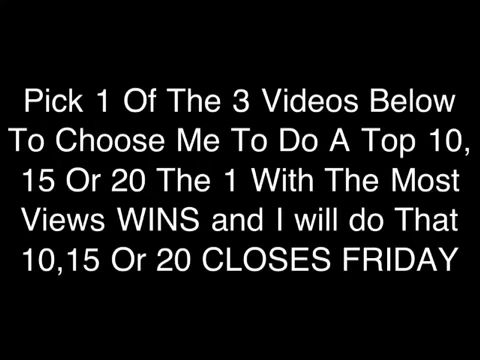 Pick 1 Of The 3 Videos Below
To Choose Me To Do A Top 10,
15 Or 20 The 1 With The Most
Views WINS and I will do That
10,15 Or 20 CLOSES FRIDAY